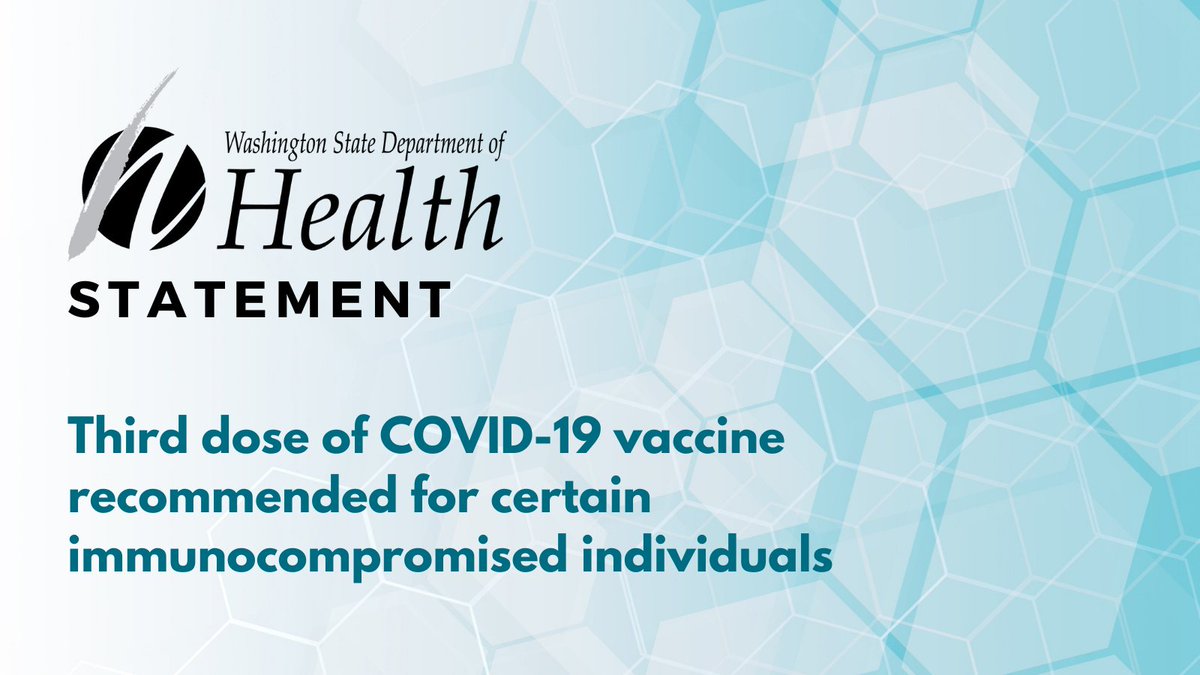 Washington State Department of
Health
STATEMENT
Third dose of COVID-19 vaccine
recommended for certain
immunocompromised individuals